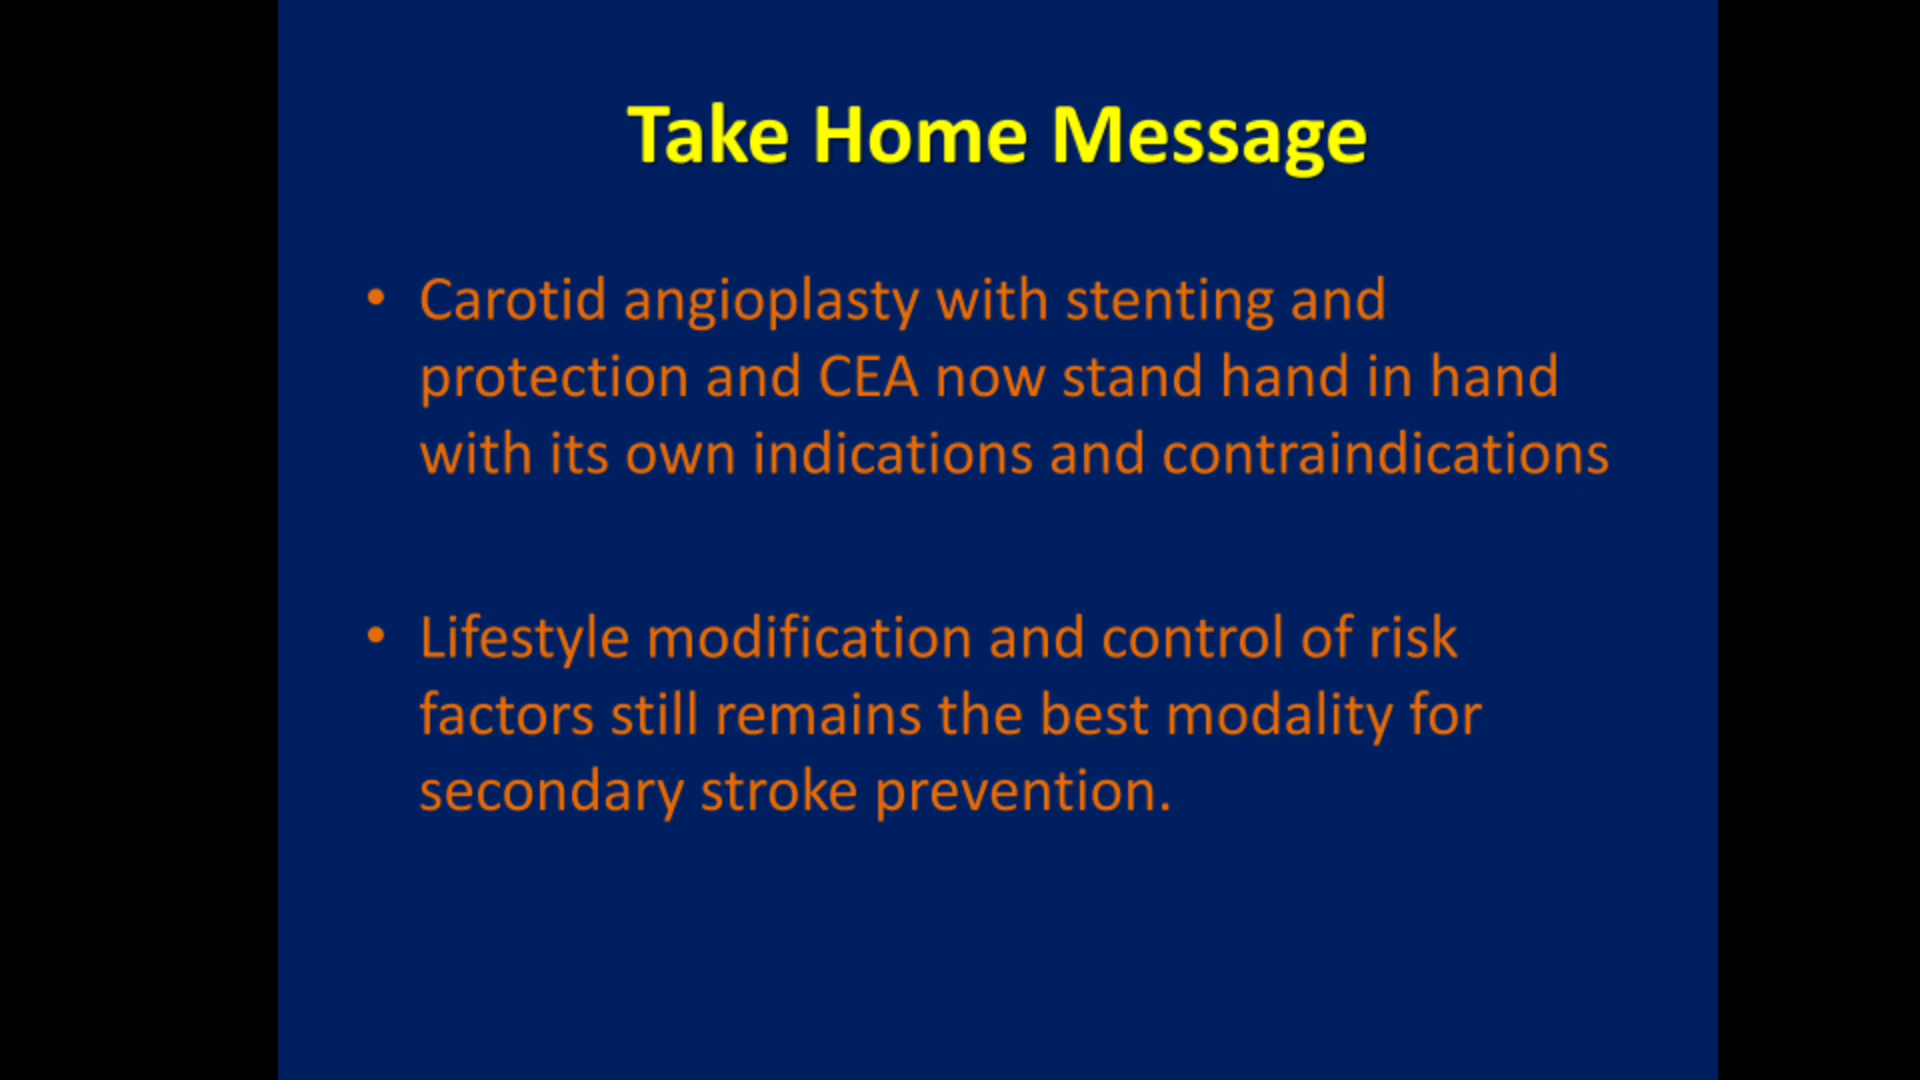 Take Home Message
• Carotid angioplasty with stenting and
protection and CEA now stand hand in hand
with its own indications and contraindications
• Lifestyle modification and control of risk
factors still remains the best modality for
secondary stroke prevention.